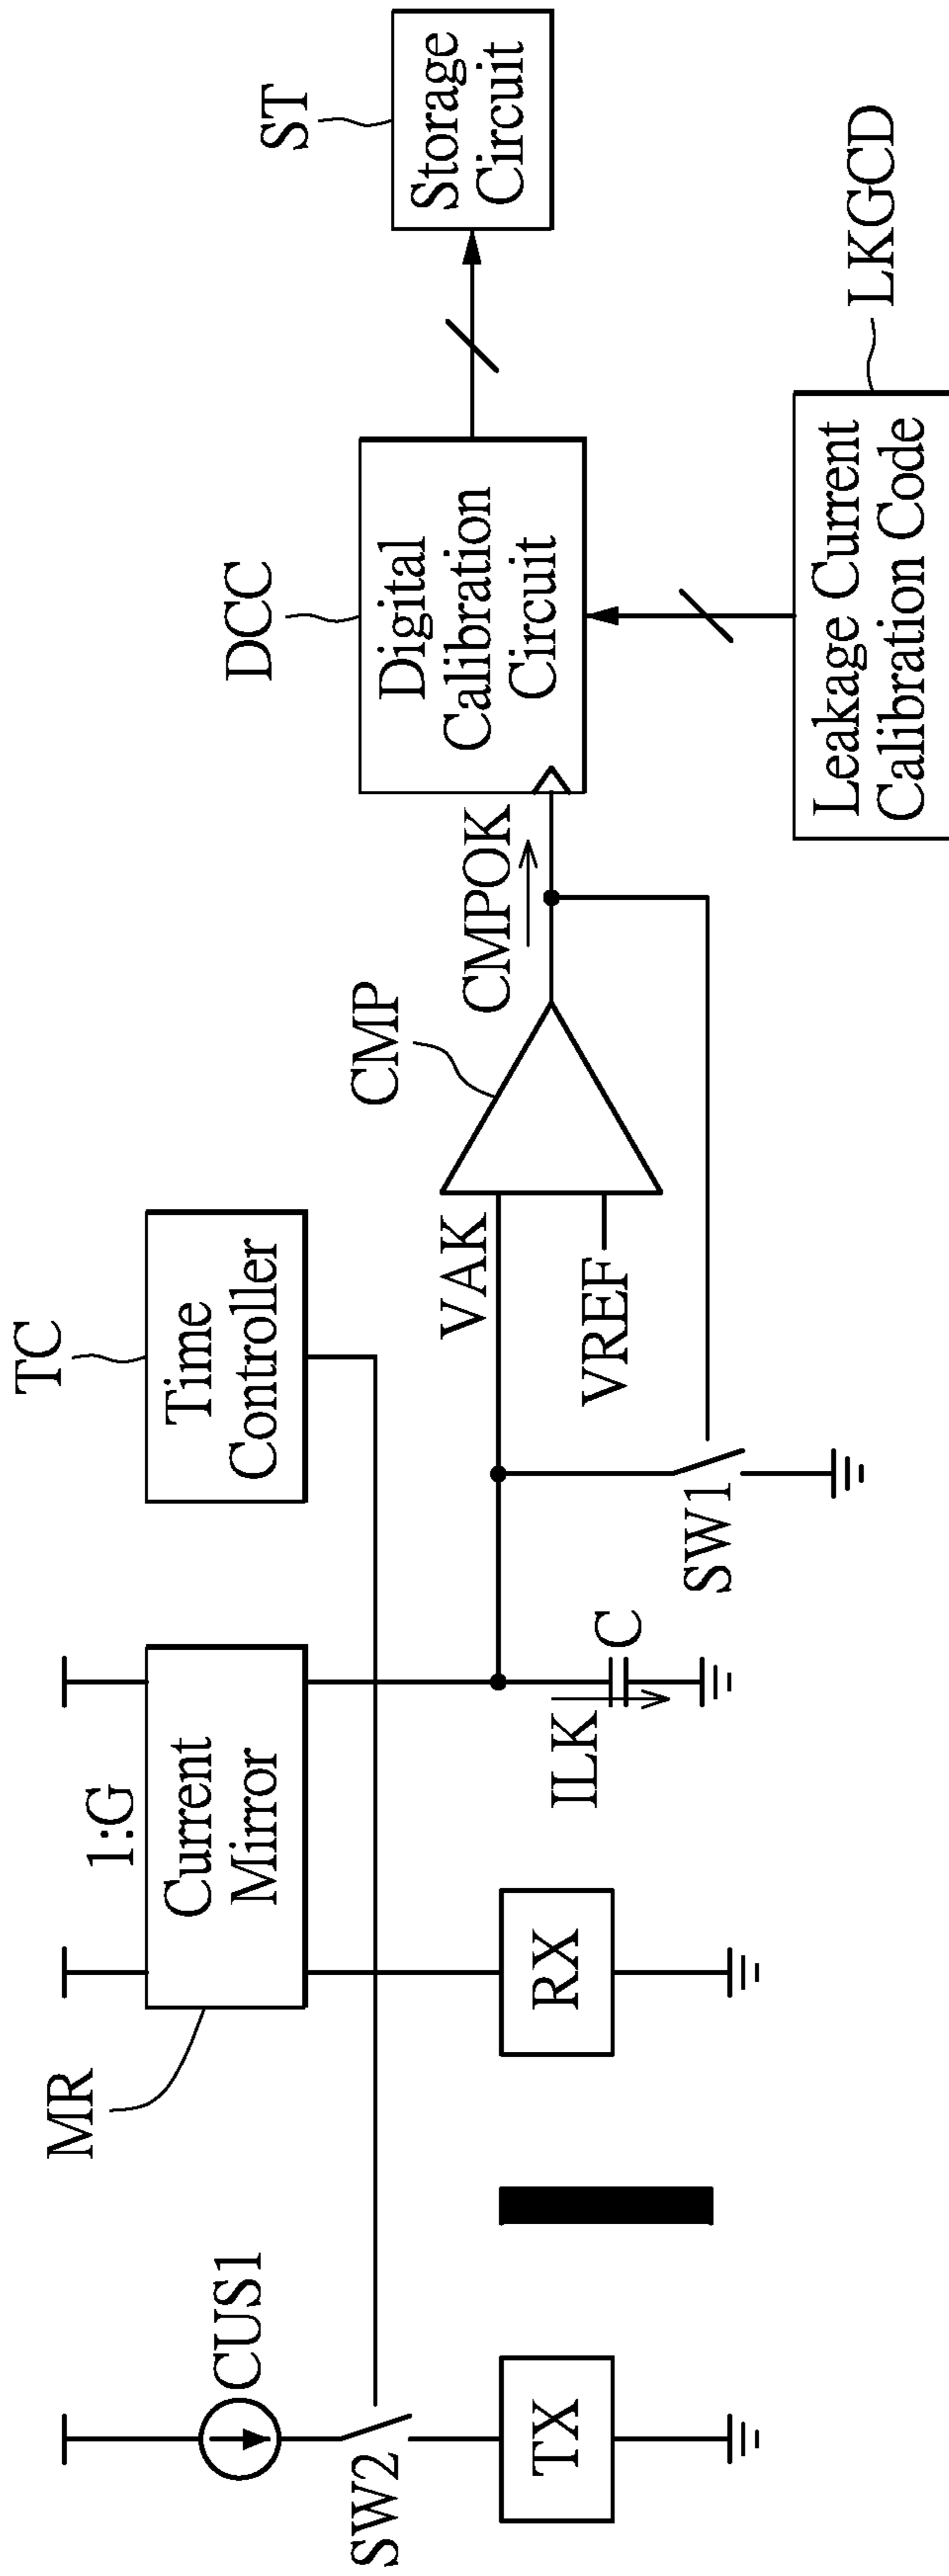 CUS1
SW2
TX
MR
1:G
Current
Mirror
RX
ILK
C
TC
Time
Controller
VAK
VREF
SW1
CMP
CMPOK
DCC
Digital
Calibration
Circuit
ST
Storage
Circuit
Leakage Current
Calibration Code
LKGCD